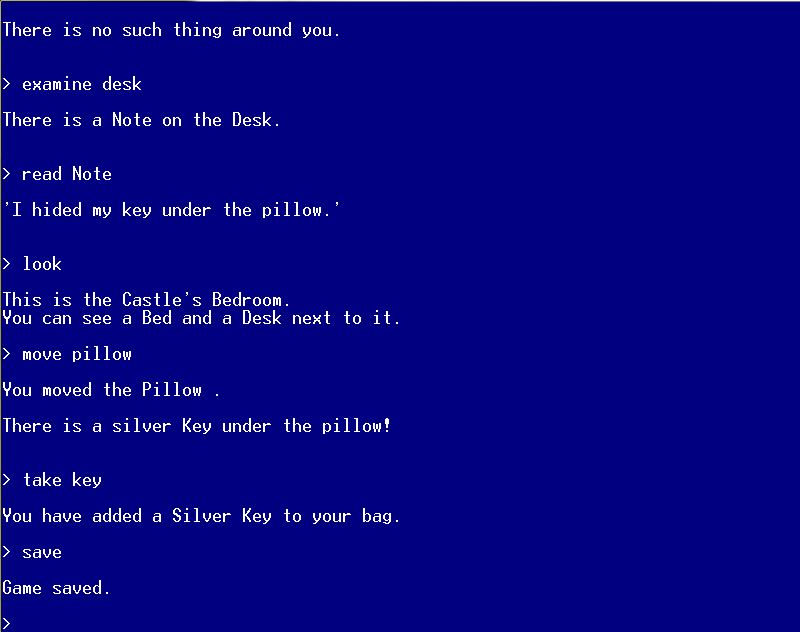 There is no such thing around you.
> examine desk
There is a Note on the Desk.
> read Note
'I hided my key under the pillow.'
> look
This is the Castle's Bedroom.
You can see a Bed and a Desk next to it.
> move pillow
You moved the Pillow .
There is a silver Key under the pillow!
> take key
You have added a Silver Key to your bag.
> save
Game saved.
>